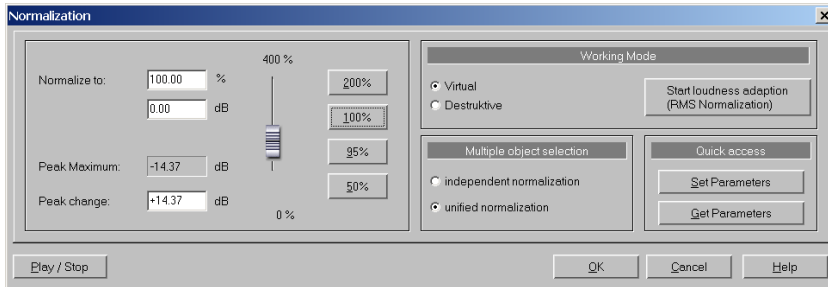 Normalization
400 %
Normalize to: 100.00 %
0.00 dB
Peak Maximum: -14.37 dB
Peak change: +14.37 dB
0 %
200%
100%
95%
50%
Working Mode
Virtual
Destruktive
Start loudness adaption
(RMS Normalization)
Multiple object selection
independent normalization
unified normalization
Quick access
Set Parameters
Get Parameters
Play / Stop
OK
Cancel
Help